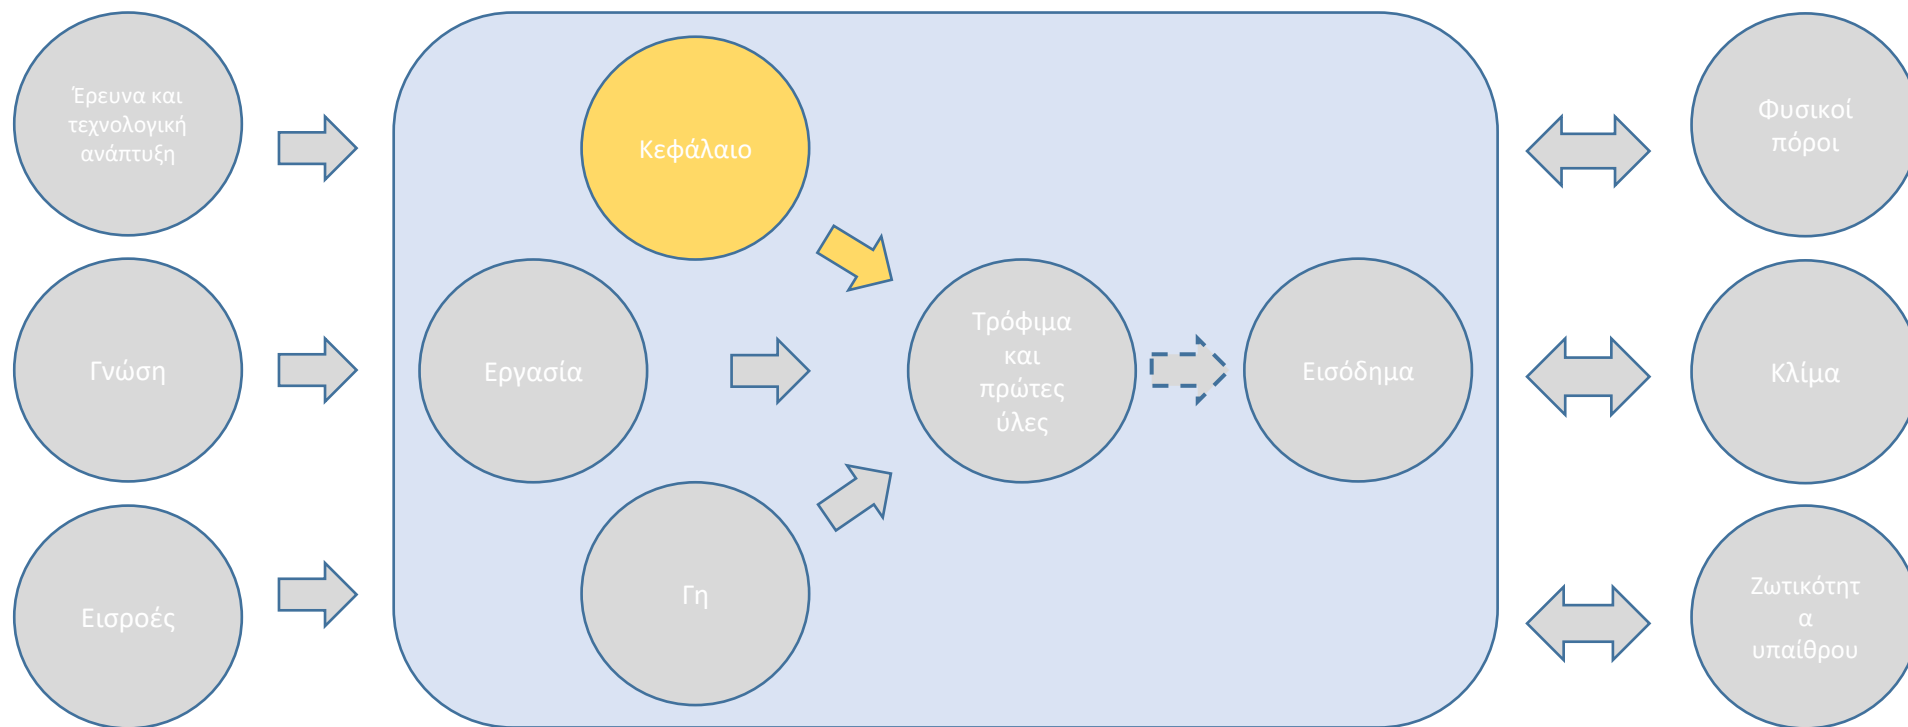 Έρευνα και
τεχνολογική
ανάπτυξη
Κεφάλαιο
Φυσικοί
πόροι
Γνώση
Εργασία
Τρόφιμα
και
πρώτες
ύλες
Εισόδημα
Κλίμα
Εισροές
Γη
Ζωτικότητ
α
υπαίθρου